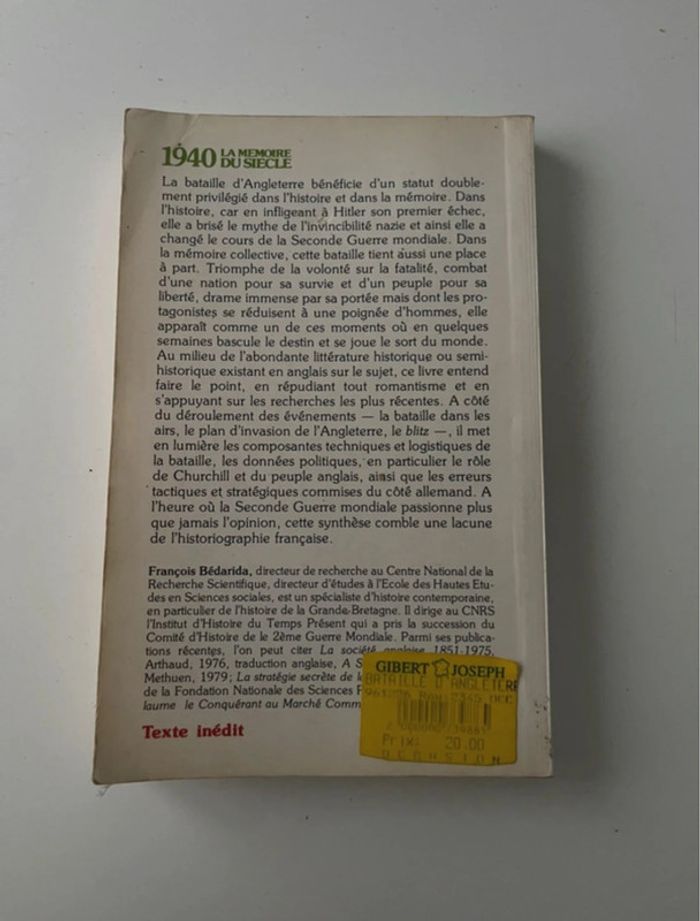 1940 LA MEMOIRE
DU SIECLE
La bataille d'Angleterre bénéficie d'un statut double-
ment privilégié dans l'histoire et dans la mémoire. Dans
l'histoire, car en infligeant à Hitler son premier échec,
elle a brisé le mythe de l'invincibilité nazie et ainsi elle a
changé le cours de la Seconde Guerre mondiale. Dans
la mémoire collective, cette bataille tient aussi une place
à part. Triomphe de la volonté sur la fatalité, combat
d'une nation pour sa survie et d'un peuple pour sa
liberté, drame immense par sa portée mais dont les pro-
tagonistes se réduisent à une poignée d'hommes, elle
apparaît comme un de ces moments où en quelques
semaines bascule le destin et se joue le sort du monde.
Au milieu de l'abondante littérature historique ou semi-
historique existant en anglais sur le sujet, ce livre entend
faire le point, en répudiant tout romantisme et en
s'appuyant sur les recherches les plus récentes. A côté
du déroulement des événements — la bataille dans les
airs, le plan d'invasion de l'Angleterre, le blitz —, il met
en lumière les composantes techniques et logistiques de
la bataille, les données politiques, en particulier le rôle
de Churchill et du peuple anglais, ainsi que les erreurs
tactiques et stratégiques commises du côté allemand. A
l'heure où la Seconde Guerre mondiale passionne plus
que jamais l'opinion, cette synthèse comble une lacune
de l'historiographie française.
François Bédarida, directeur de recherche au Centre National de la
Recherche Scientifique, directeur d'études à l'Ecole des Hautes Etu-
des en Sciences sociales, est un spécialiste d'histoire contemporaine,
en particulier de l'histoire de la Grande-Bretagne. Il dirige au CNRS
l'Institut d'Histoire du Temps Présent qui a pris la succession du
Comité d'Histoire de le 2ème Guerre Mondiale. Parmi ses publica-
tions récentes, l'on peut citer La société anglaise 1851-1975,
Arthaud, 1976, traduction anglaise, A S
Methuen, 1979; La stratégie secrète de
de la Fondation Nationale des Sciences
laume le Conquérant au Marché Comm
GIBERT JOSEPH
BATAILLE D'ANGLETERRE
Prix: 20.00
OCCASION
Texte inédit